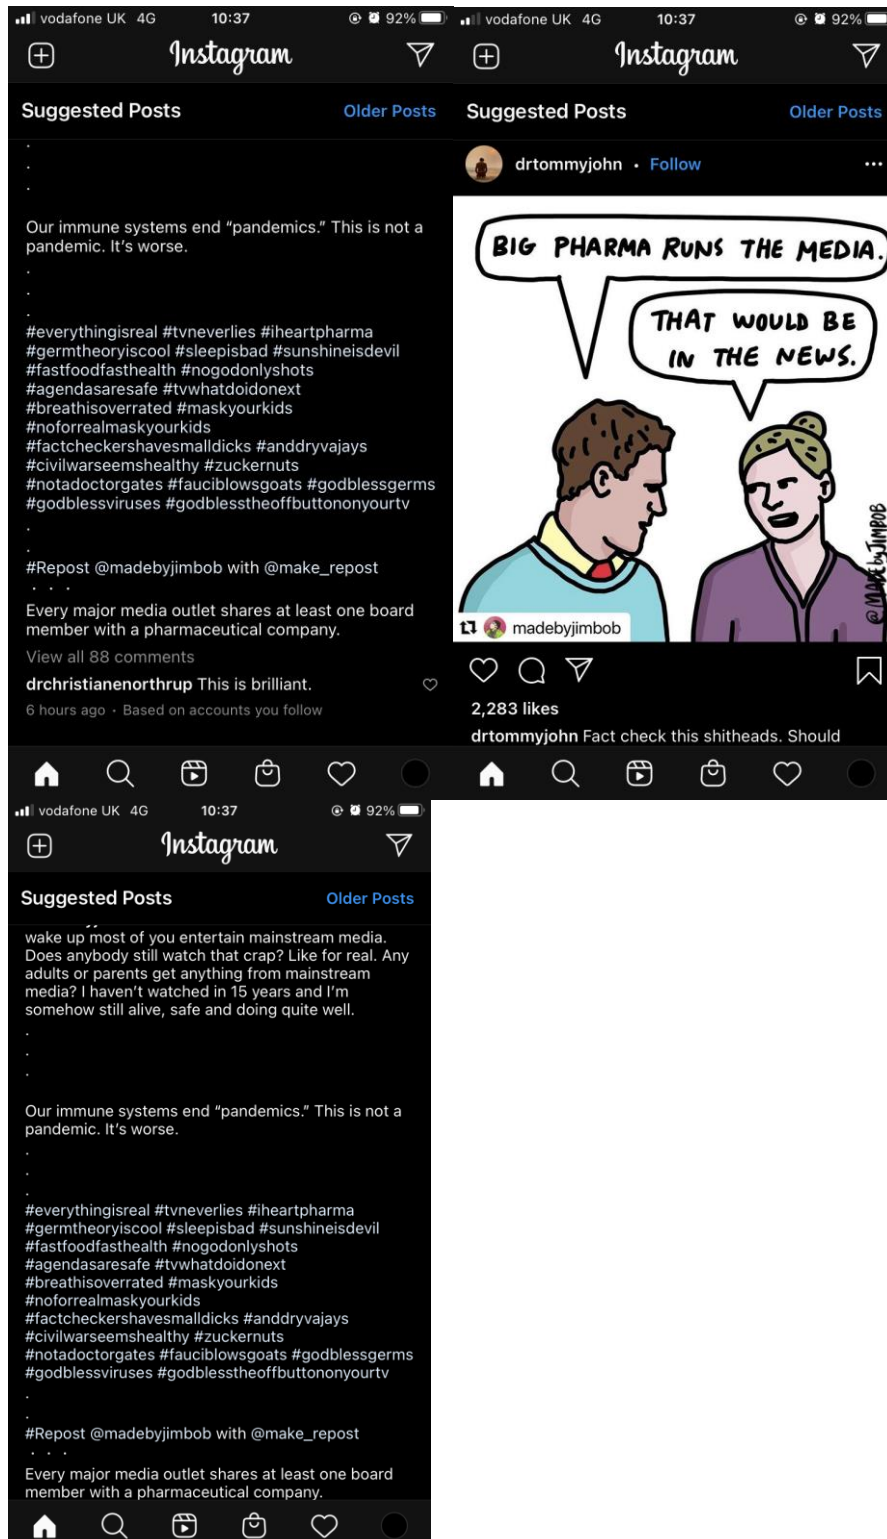 vodafone UK 4G 10:37 92%
Instagram
Suggested Posts Older Posts
.
.
.
Our immune systems end “pandemics.” This is not a
pandemic. It’s worse.
.
.
.
#everythingisreal #tvneverlies #iheartpharma
#germtheoryiscool #sleepisbad #sunshineisdevil
#fastfoodfasthealth #nogodonlyshots
#agendasaresafe #tvwhatdoidonext
#breathisoverrated #maskyourkids
#noforrealmaskyourkids
#factcheckershavesmalldicks #anddryvajays
#civilwarseemshealthy #zuckernuts
#notadoctorgates #fauciblowsgoats #godblessgerms
#godblessviruses #godblesstheoffbuttononyourtv
.
.
#Repost @madebyjimbob with @make_repost
· · ·
Every major media outlet shares at least one board
member with a pharmaceutical company.
View all 88 comments
drchristianenorthrup This is brilliant.
6 hours ago · Based on accounts you follow
vodafone UK 4G 10:37 92%
Instagram
Suggested Posts Older Posts
drtommyjohn • Follow ...
BIG PHARMA RUNS THE MEDIA.
THAT WOULD BE
IN THE NEWS.
@MADEbyJIMBOB
madebyjimbob
2,283 likes
drtommyjohn Fact check this shitheads. Should
vodafone UK 4G 10:37 92%
Instagram
Suggested Posts Older Posts
wake up most of you entertain mainstream media.
Does anybody still watch that crap? Like for real. Any
adults or parents get anything from mainstream
media? I haven’t watched in 15 years and I’m
somehow still alive, safe and doing quite well.
.
.
.
Our immune systems end “pandemics.” This is not a
pandemic. It’s worse.
.
.
.
#everythingisreal #tvneverlies #iheartpharma
#germtheoryiscool #sleepisbad #sunshineisdevil
#fastfoodfasthealth #nogodonlyshots
#agendasaresafe #tvwhatdoidonext
#breathisoverrated #maskyourkids
#noforrealmaskyourkids
#factcheckershavesmalldicks #anddryvajays
#civilwarseemshealthy #zuckernuts
#notadoctorgates #fauciblowsgoats #godblessgerms
#godblessviruses #godblesstheoffbuttononyourtv
.
.
#Repost @madebyjimbob with @make_repost
· · ·
Every major media outlet shares at least one board
member with a pharmaceutical company.